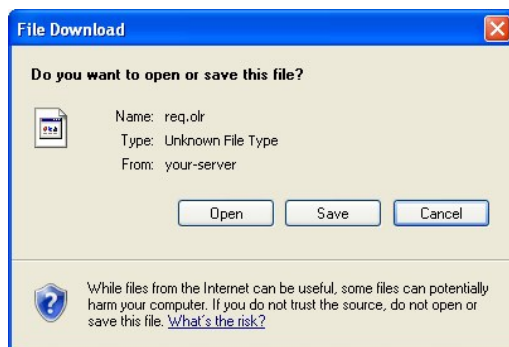 File Download
Do you want to open or save this file?
Name: req.olr
Type: Unknown File Type
From: your-server
Open Save Cancel
While files from the Internet can be useful, some files can potentially
harm your computer. If you do not trust the source, do not open or
save this file. What's the risk?